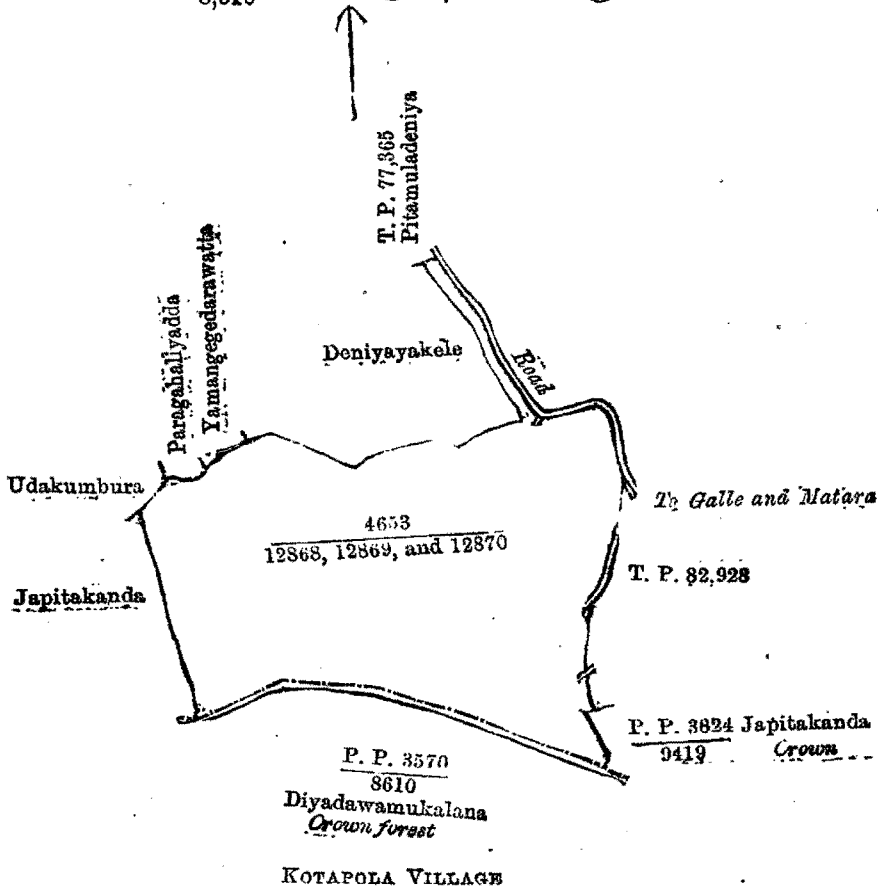 T. P. 77,365
Pitamuladeniya
Paragahaliyadda
Yamangegedarawatta
Deniyayakele
Road
Udakumbura
To Galle and Matara
4653
12868, 12869, and 12870
T. P. 82,928
Japitakanda
P. P. 3824 Japitakanda
9419 Crown
P. P. 3570
8610
Diyadawamukalana
Crown forest
KOTAPOLA VILLAGE